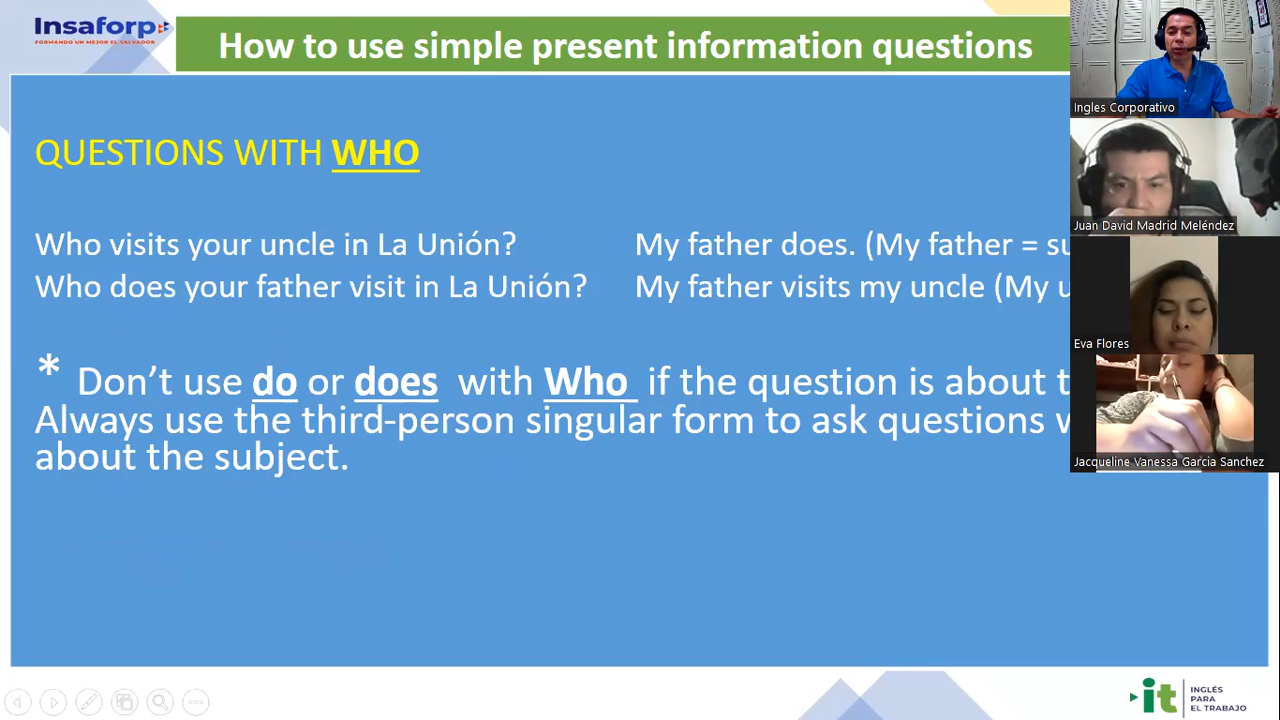 Insaforp
FORMANDO UN MEJOR EL SALVADOR
How to use simple present information questions
QUESTIONS WITH WHO
Who visits your uncle in La Unión? My father does. (My father = su
Who does your father visit in La Unión? My father visits my uncle (My u
* Don’t use do or does with Who if the question is about t
Always use the third-person singular form to ask questions w
about the subject.
Ingles Corporativo
Juan David Madrid Meléndez
Eva Flores
Jacqueline Vanessa Garcia Sanchez
it INGLÉS
PARA
EL TRABAJO